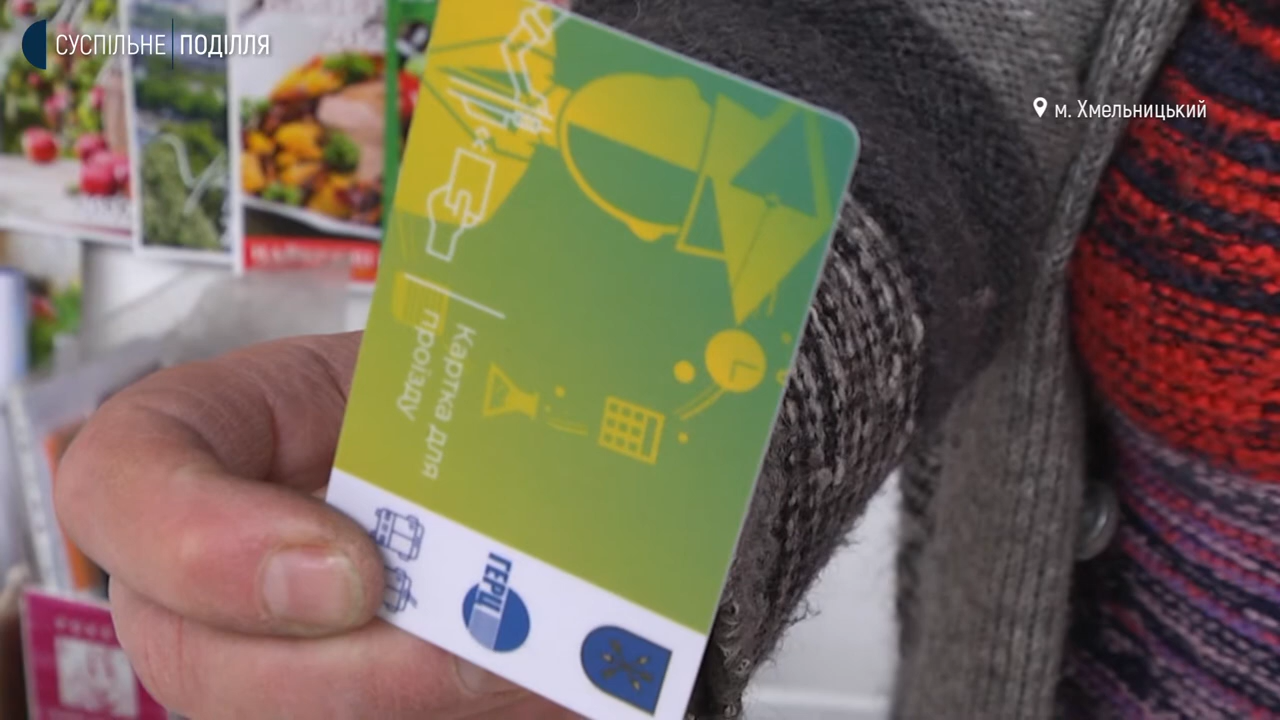 СУСПІЛЬНЕ ПОДІЛЛЯ
м. Хмельницький
Картка для
проїзду
ГЕРЦ